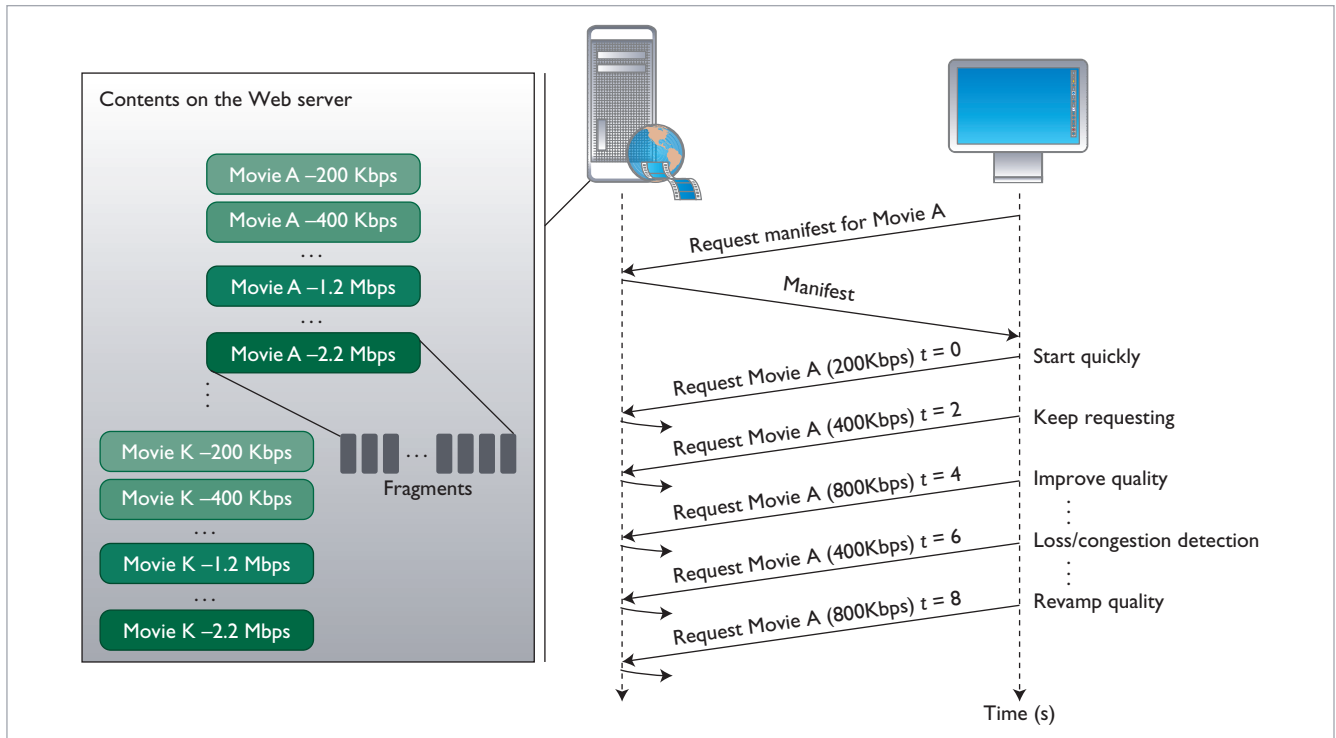 Contents on the Web server
Movie A –200 Kbps
Movie A –400 Kbps
...
Movie A –1.2 Mbps
...
Movie A –2.2 Mbps
...
Movie K –200 Kbps
Movie K –400 Kbps
...
Movie K –1.2 Mbps
...
Movie K –2.2 Mbps
...
Fragments
Request manifest for Movie A
Manifest
Request Movie A (200Kbps) t = 0
Start quickly
Request Movie A (400Kbps) t = 2
Keep requesting
Request Movie A (800Kbps) t = 4
Improve quality
...
Request Movie A (400Kbps) t = 6
Loss/congestion detection
...
Request Movie A (800Kbps) t = 8
Revamp quality
Time (s)